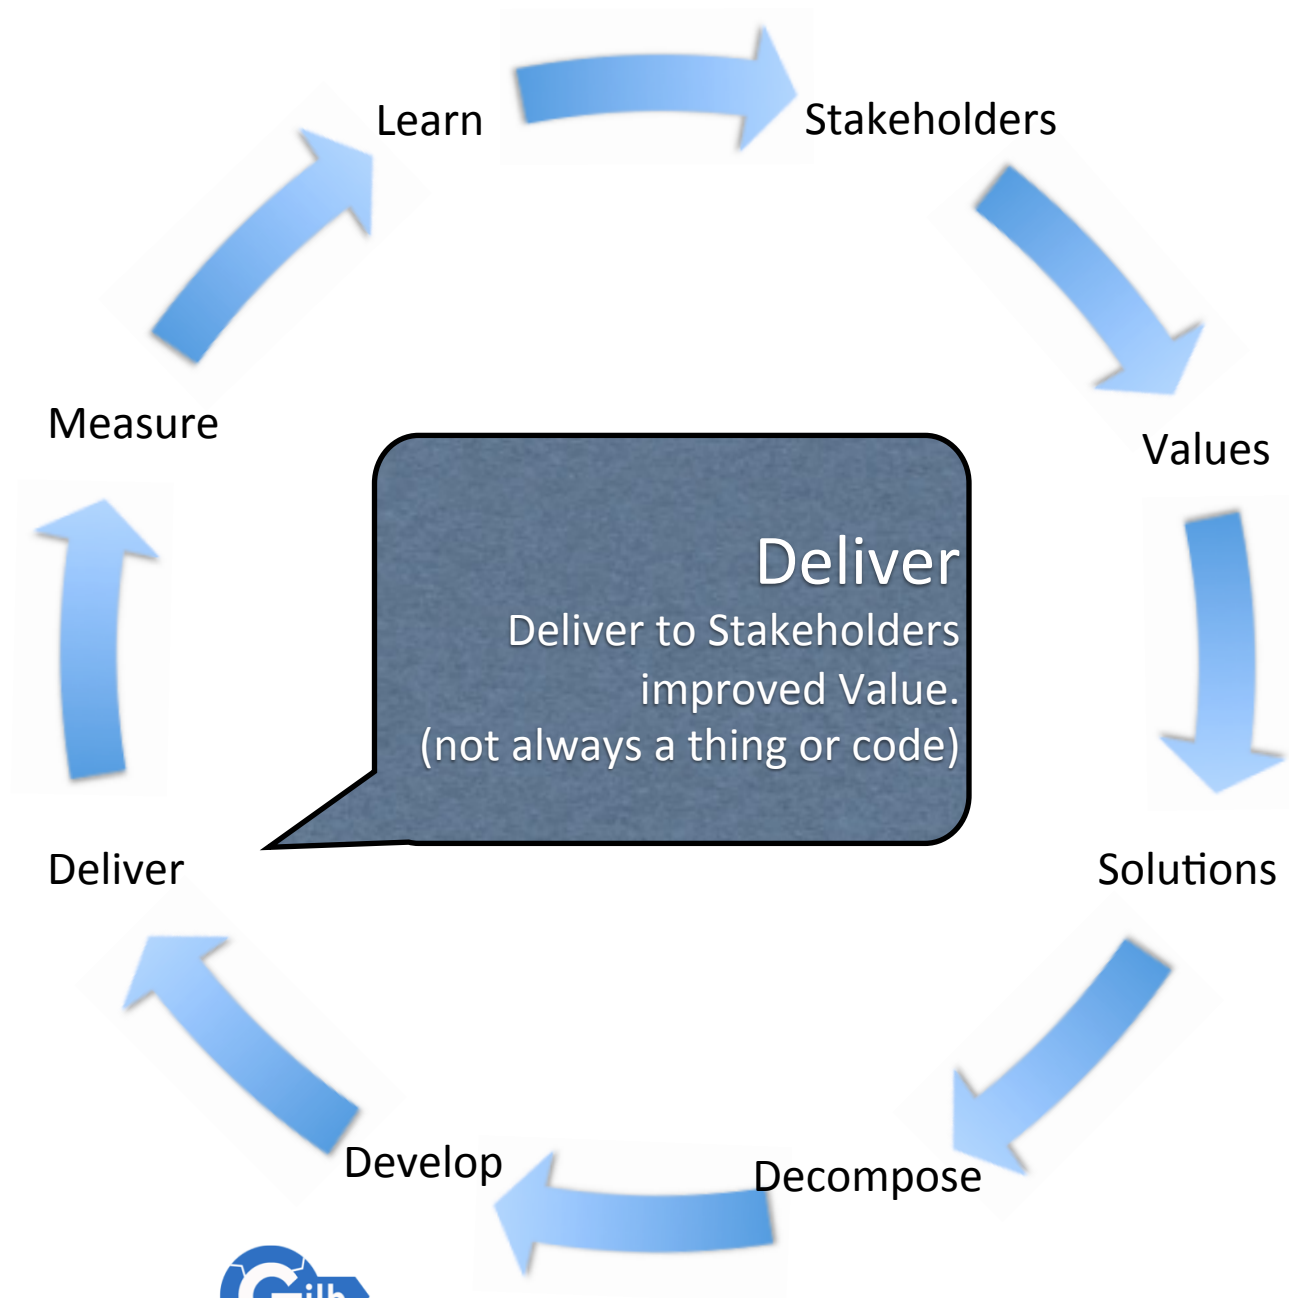 Learn
Stakeholders
Measure
Values
Deliver
Deliver to Stakeholders
improved Value.
(not always a thing or code)
Deliver
Solutions
Develop
Decompose
Gilb